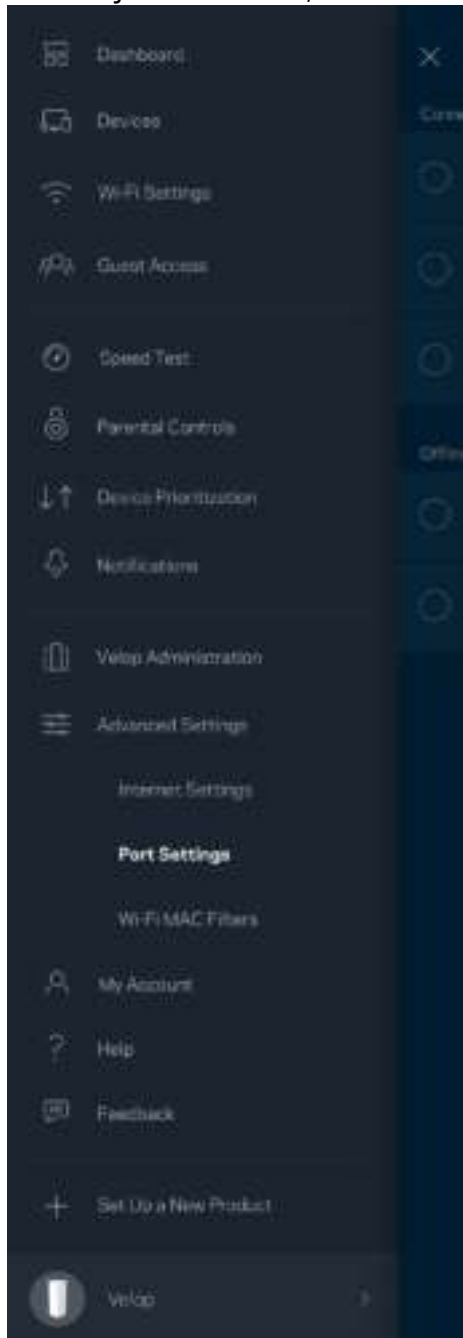 Dashboard
Devices
Wi-Fi Settings
Guest Access
Speed Test
Parental Controls
Device Prioritization
Notifications
Velop Administration
Advanced Settings
Internet Settings
Port Settings
Wi-Fi MAC Filters
My Account
Help
Feedback
Set Up a New Product
Velop